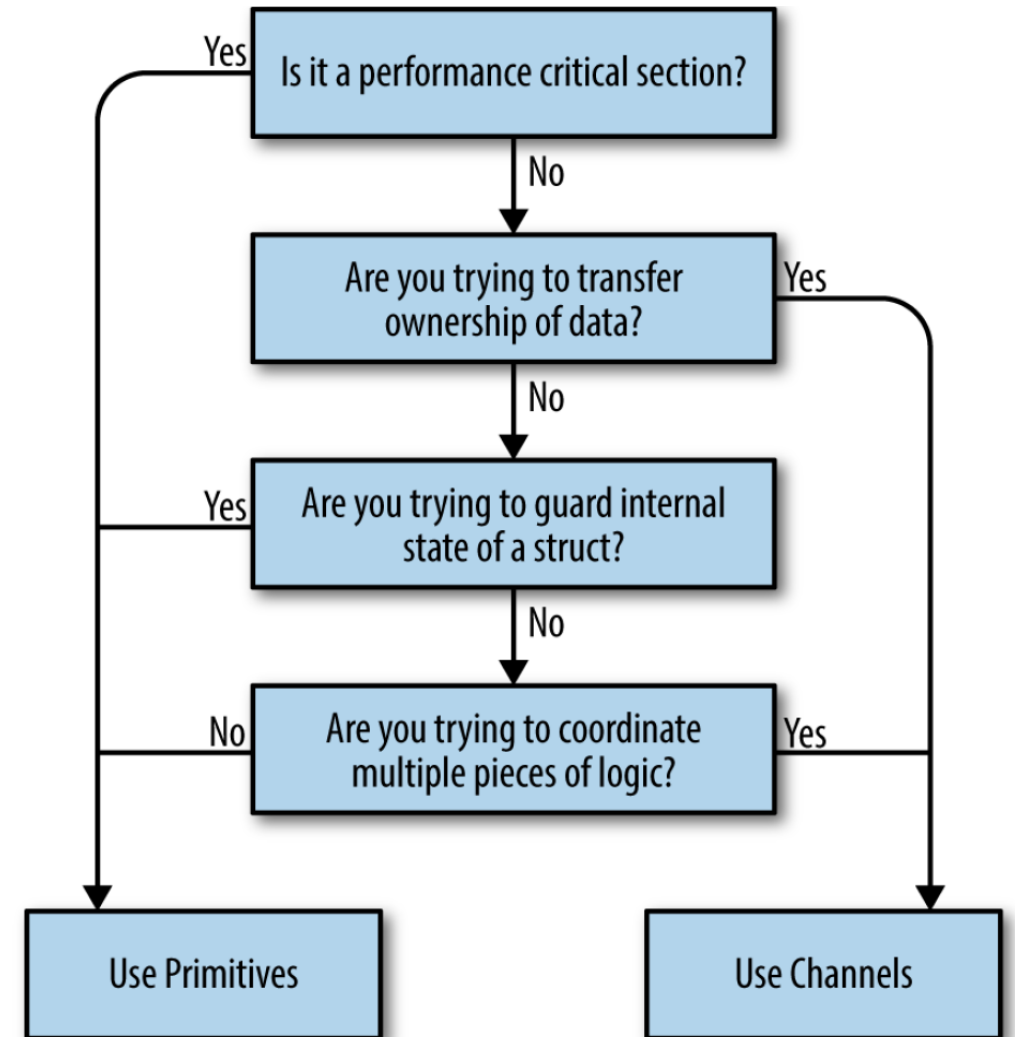 Yes
Is it a performance critical section?
No
Are you trying to transfer
ownership of data?
Yes
No
Yes
Are you trying to guard internal
state of a struct?
No
No
Are you trying to coordinate
multiple pieces of logic?
Yes
Use Primitives
Use Channels